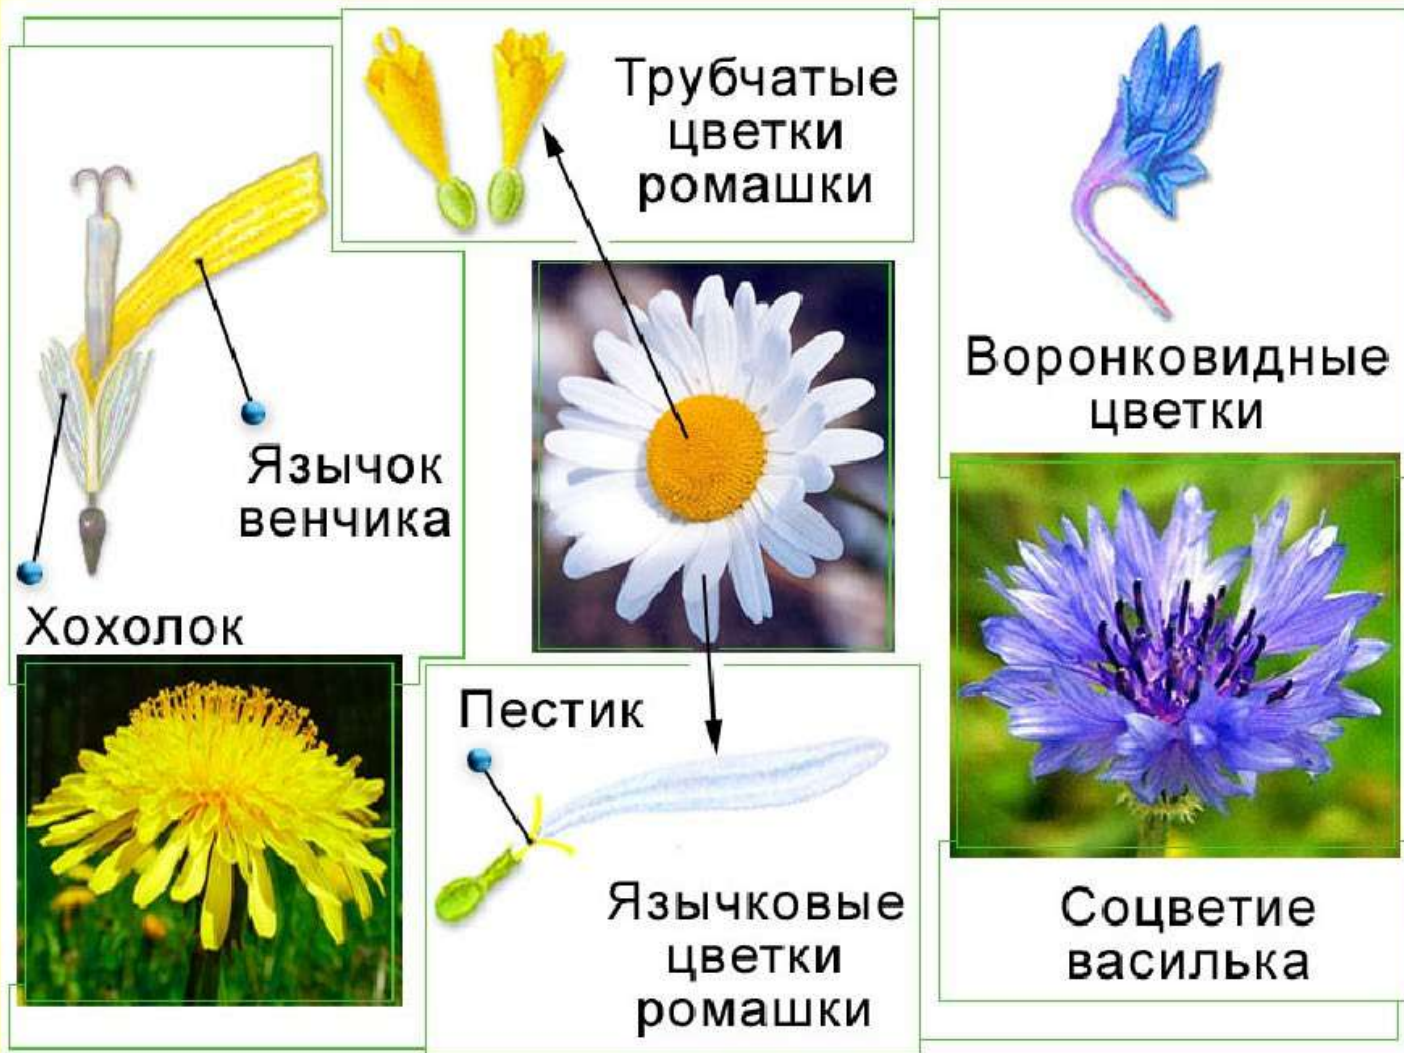 Трубчатые
цветки
ромашки
Воронковидные
цветки
Язычок
венчика
Хохолок
Пестик
Язычковые
цветки
ромашки
Соцветие
василька